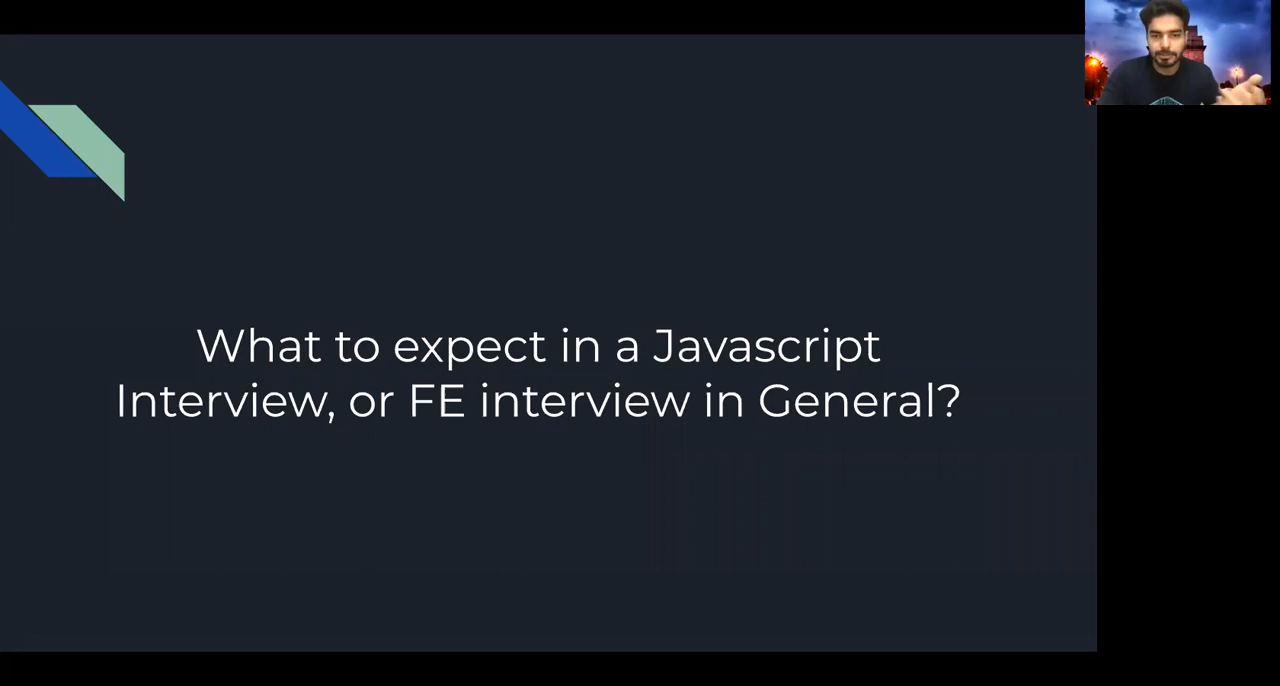 What to expect in a Javascript
Interview, or FE interview in General?